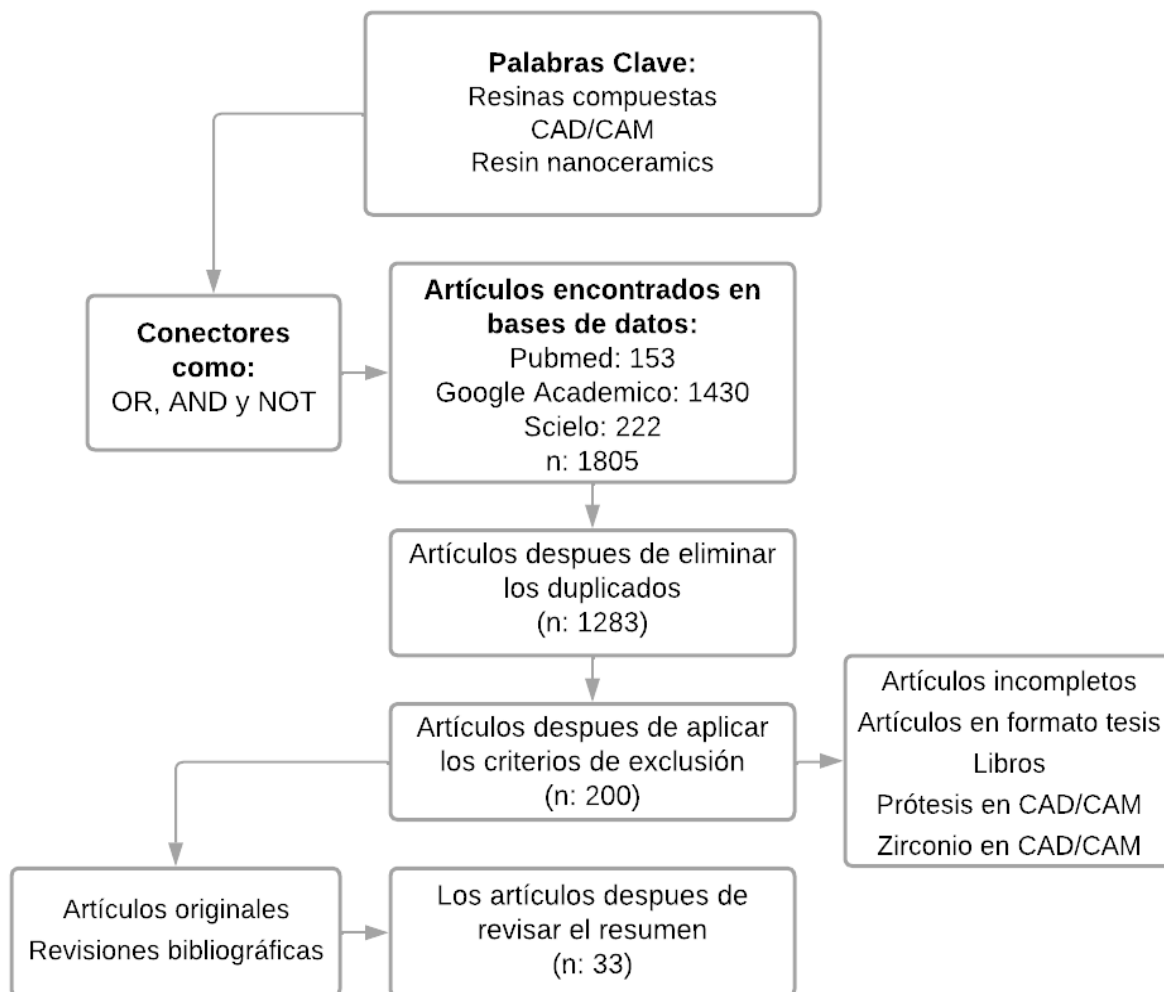 Palabras Clave:
Resinas compuestas
CAD/CAM
Resin nanoceramics
Conectores
como:
OR, AND y NOT
Artículos encontrados en
bases de datos:
Pubmed: 153
Google Academico: 1430
Scielo: 222
n: 1805
Artículos despues de eliminar
los duplicados
(n: 1283)
Artículos despues de aplicar
los criterios de exclusión
(n: 200)
Artículos incompletos
Artículos en formato tesis
Libros
Prótesis en CAD/CAM
Zirconio en CAD/CAM
Artículos originales
Revisiones bibliográficas
Los artículos despues de
revisar el resumen
(n: 33)